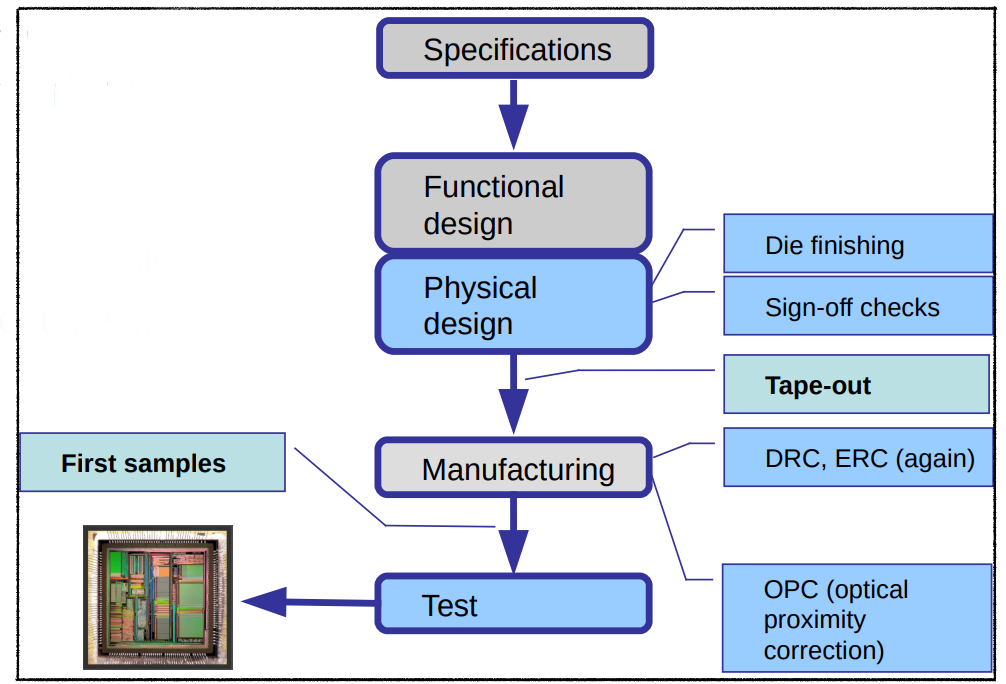 Specifications
Functional
design
Physical
design
Die finishing
Sign-off checks
Tape-out
Manufacturing
DRC, ERC (again)
First samples
Test
OPC (optical
proximity
correction)